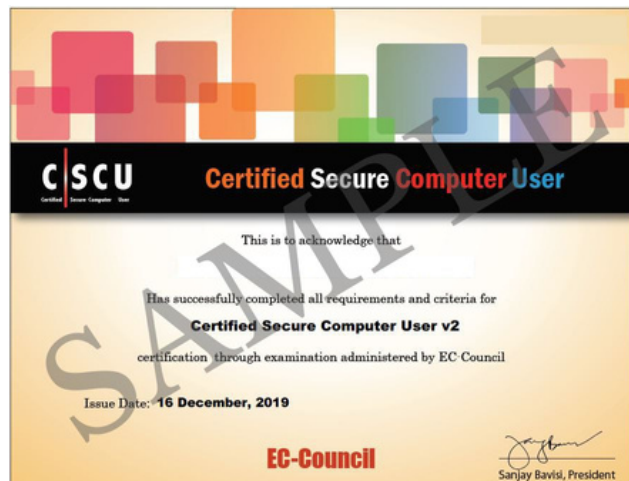 C|SCU
Certified Secure Computer User
Certified Secure Computer User
This is to acknowledge that
Has successfully completed all requirements and criteria for
Certified Secure Computer User v2
certification through examination administered by EC-Council
Issue Date: 16 December, 2019
SAMPLE
EC-Council
Sanjay Bavisi, President